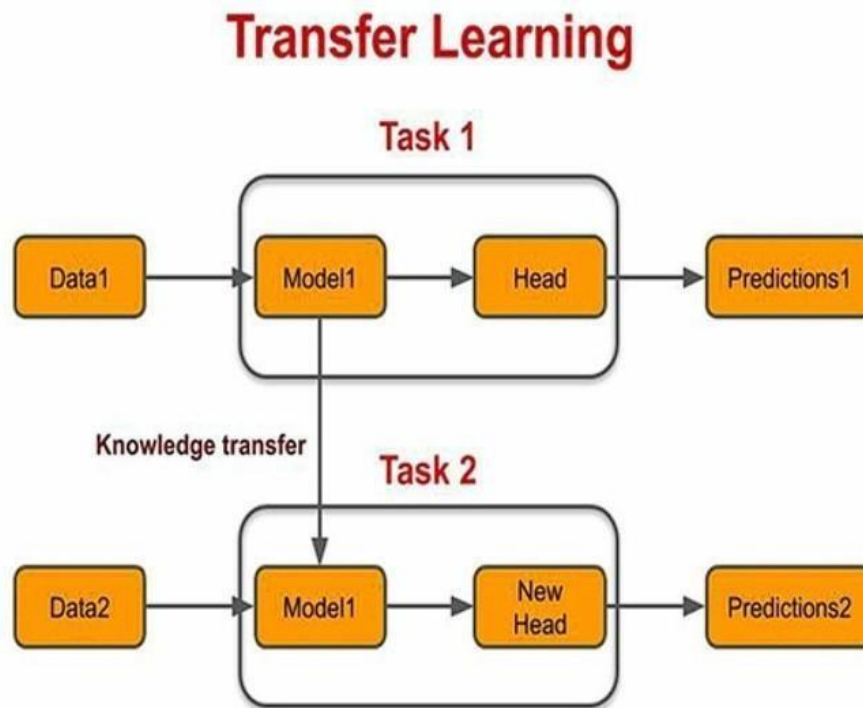 Transfer Learning
Task 1
Data1
Model1
Head
Predictions1
Knowledge transfer
Task 2
Data2
Model1
New
Head
Predictions2